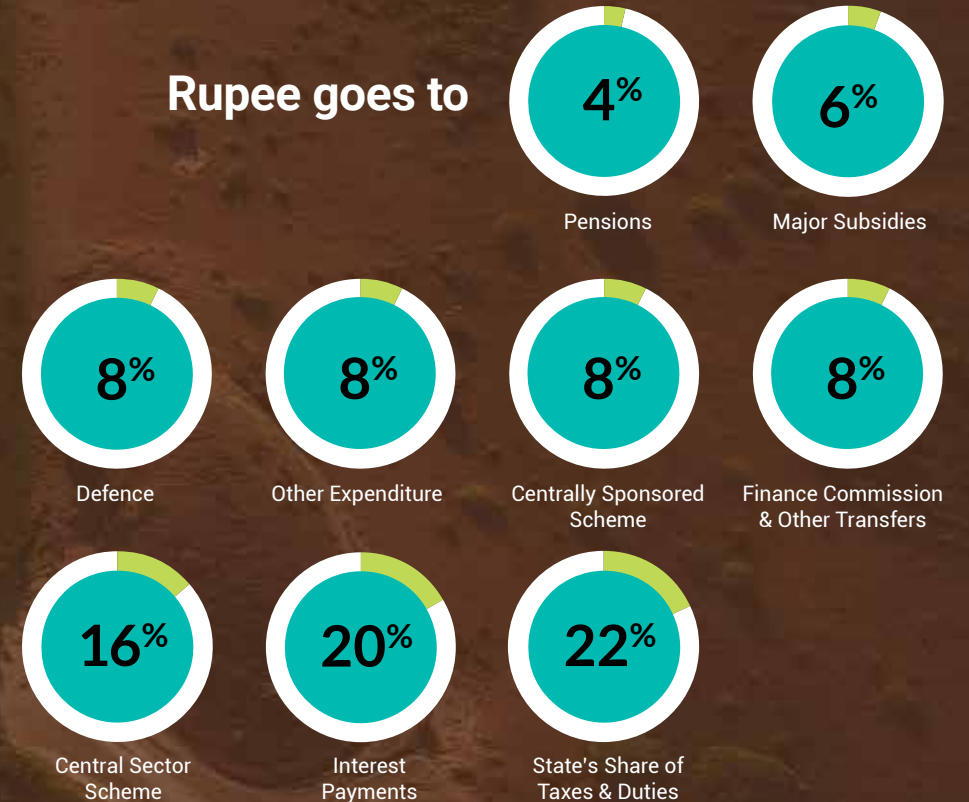 Rupee goes to
4%
6%
Pensions
Major Subsidies
8%
8%
8%
8%
Defence
Other Expenditure
Centrally Sponsored
Scheme
Finance Commission
& Other Transfers
16%
20%
22%
Central Sector
Scheme
Interest
Payments
State's Share of
Taxes & Duties